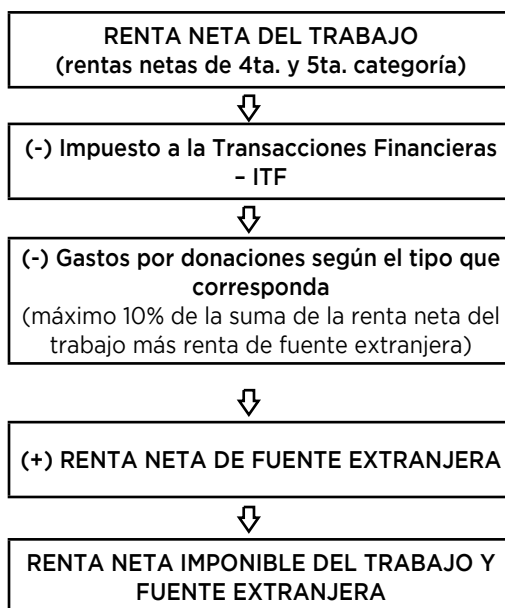 RENTA NETA DEL TRABAJO
(rentas netas de 4ta. y 5ta. categoría)
(-) Impuesto a la Transacciones Financieras
– ITF
(-) Gastos por donaciones según el tipo que
corresponda
(máximo 10% de la suma de la renta neta del
trabajo más renta de fuente extranjera)
(+) RENTA NETA DE FUENTE EXTRANJERA
RENTA NETA IMPONIBLE DEL TRABAJO Y
FUENTE EXTRANJERA